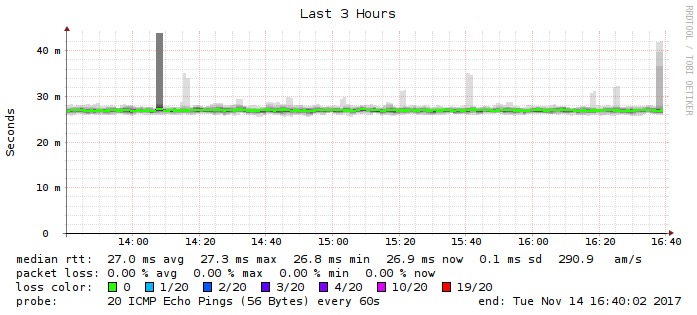 Last 3 Hours
RRDTOOL / TOBI OETIKER
Seconds
40 m
30 m
20 m
10 m
0
14:00 14:20 14:40 15:00 15:20 15:40 16:00 16:20 16:40
median rtt: 27.0 ms avg 27.3 ms max 26.8 ms min 26.9 ms now 0.1 ms sd 290.9 am/s
packet loss: 0.00 % avg 0.00 % max 0.00 % min 0.00 % now
loss color: 0 1/20 2/20 3/20 4/20 10/20 19/20
probe: 20 ICMP Echo Pings (56 Bytes) every 60s end: Tue Nov 14 16:40:02 2017